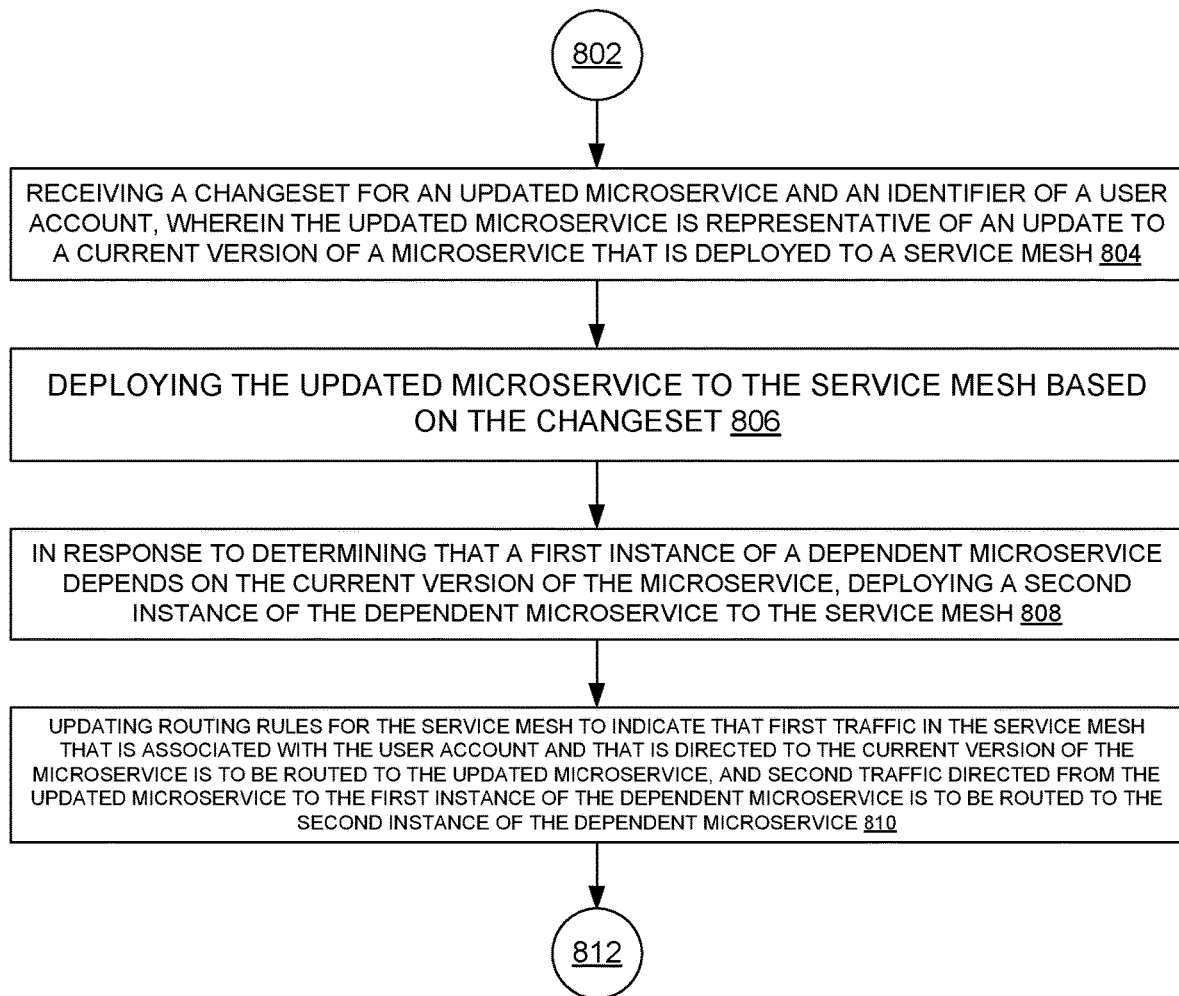 802
RECEIVING A CHANGESET FOR AN UPDATED MICROSERVICE AND AN IDENTIFIER OF A USER
ACCOUNT, WHEREIN THE UPDATED MICROSERVICE IS REPRESENTATIVE OF AN UPDATE TO
A CURRENT VERSION OF A MICROSERVICE THAT IS DEPLOYED TO A SERVICE MESH 804
DEPLOYING THE UPDATED MICROSERVICE TO THE SERVICE MESH BASED
ON THE CHANGESET 806
IN RESPONSE TO DETERMINING THAT A FIRST INSTANCE OF A DEPENDENT MICROSERVICE
DEPENDS ON THE CURRENT VERSION OF THE MICROSERVICE, DEPLOYING A SECOND
INSTANCE OF THE DEPENDENT MICROSERVICE TO THE SERVICE MESH 808
UPDATING ROUTING RULES FOR THE SERVICE MESH TO INDICATE THAT FIRST TRAFFIC IN THE SERVICE MESH
THAT IS ASSOCIATED WITH THE USER ACCOUNT AND THAT IS DIRECTED TO THE CURRENT VERSION OF THE
MICROSERVICE IS TO BE ROUTED TO THE UPDATED MICROSERVICE, AND SECOND TRAFFIC DIRECTED FROM THE
UPDATED MICROSERVICE TO THE FIRST INSTANCE OF THE DEPENDENT MICROSERVICE IS TO BE ROUTED TO THE
SECOND INSTANCE OF THE DEPENDENT MICROSERVICE 810
812